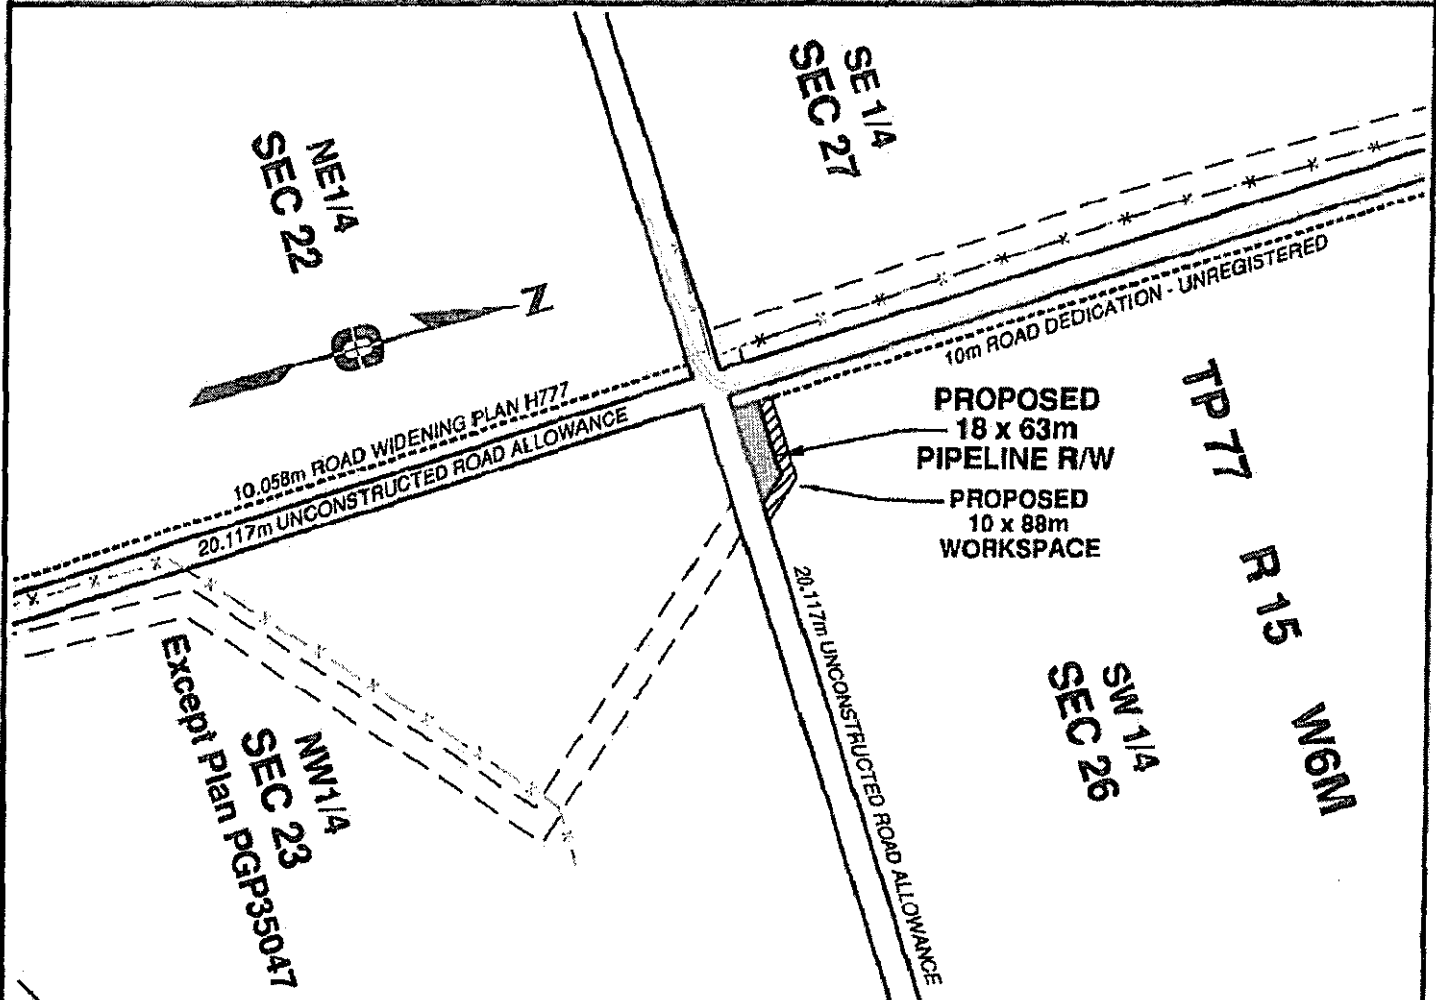 SE 1/4
SEC 27
NE1/4
SEC 22
N
10m ROAD DEDICATION - UNREGISTERED
10.058m ROAD WIDENING PLAN H777
20.117m UNCONSTRUCTED ROAD ALLOWANCE
PROPOSED
18 x 63m
PIPELINE R/W
PROPOSED
10 x 88m
WORKSPACE
TP 77 R 15 W6M
20.117m UNCONSTRUCTED ROAD ALLOWANCE
SW 1/4
SEC 26
NW1/4
SEC 23
Except Plan PGP35047